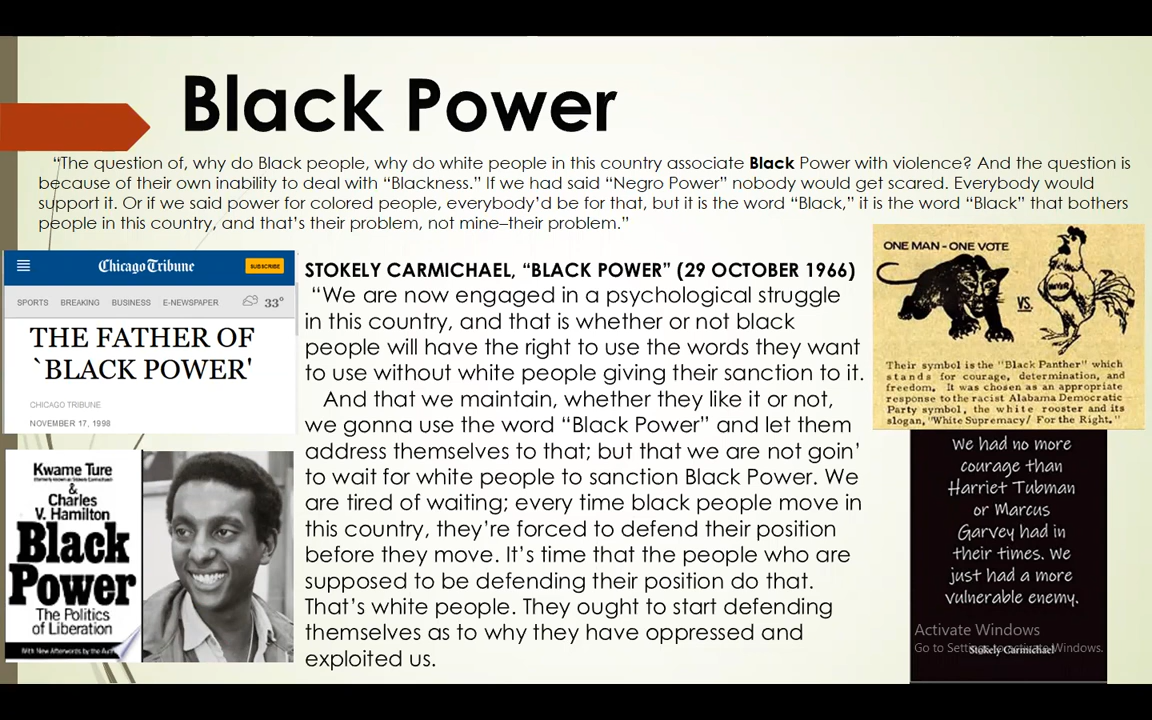 Black Power
“The question of, why do Black people, why do white people in this country associate Black Power with violence? And the question is
because of their own inability to deal with “Blackness.” If we had said “Negro Power” nobody would get scared. Everybody would
support it. Or if we said power for colored people, everybody’d be for that, but it is the word “Black,” it is the word “Black” that bothers
people in this country, and that’s their problem, not mine–their problem.”
Chicago Tribune
SUBSCRIBE
SPORTS BREAKING BUSINESS E-NEWSPAPER 33°
THE FATHER OF
`BLACK POWER'
CHICAGO TRIBUNE
NOVEMBER 17, 1998
Kwame Ture
(formerly known as Stokely Carmichael)
&
Charles
V. Hamilton
Black
Power
The Politics
of Liberation
With New Afterwords by the
STOKELY CARMICHAEL, “BLACK POWER” (29 OCTOBER 1966)
“We are now engaged in a psychological struggle
in this country, and that is whether or not black
people will have the right to use the words they want
to use without white people giving their sanction to it.
And that we maintain, whether they like it or not,
we gonna use the word “Black Power” and let them
address themselves to that; but that we are not goin’
to wait for white people to sanction Black Power. We
are tired of waiting; every time black people move in
this country, they’re forced to defend their position
before they move. It’s time that the people who are
supposed to be defending their position do that.
That’s white people. They ought to start defending
themselves as to why they have oppressed and
exploited us.
ONE MAN - ONE VOTE
VS.
Their symbol is the "Black Panther" which
stands for courage, determination, and
freedom. It was chosen as an appropriate
response to the racist Alabama Democratic
Party symbol, the white rooster and its
slogan, "White Supremacy/ For the Right."
We had no more
courage than
Harriet Tubman
or Marcus
Garvey had in
their times. We
just had a more
vulnerable enemy.
Stokely Carmichael
Activate Windows
Go to Settings to activate Windows.